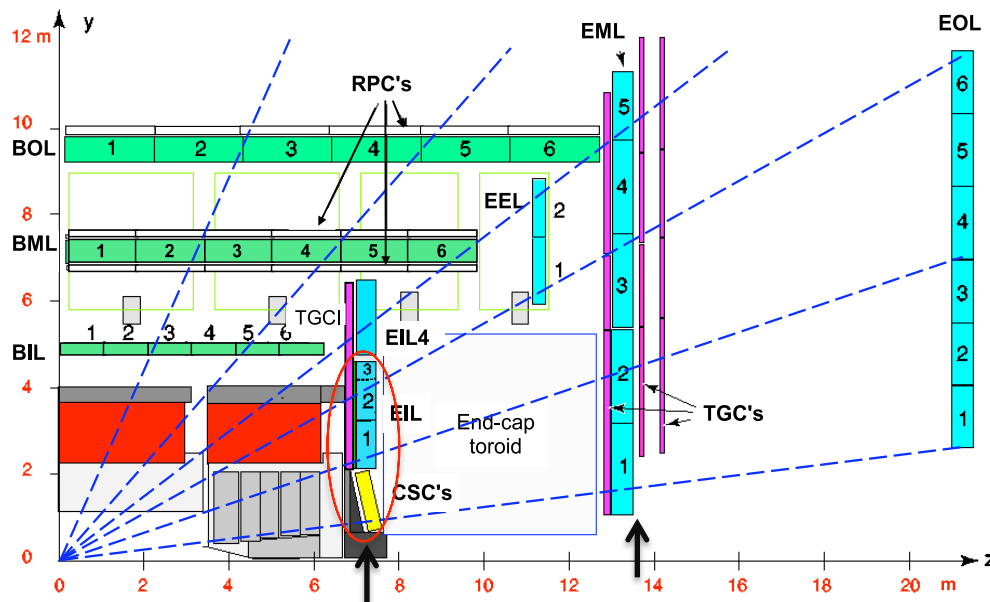 12 m
y
EML
EOL
RPC's
10
BOL
1 2 3 4 5 6
8
EEL
2
1
BML
1 2 3 4 5 6
6
TGCI
1 2 3 4 5 6
BIL
EIL4
4
3
2
1
EIL
End-cap
toroid
CSC's
TGC's
2
0
5
4
3
2
1
6
5
4
3
2
1
0 2 4 6 8 10 12 14 16 18 20 m
z